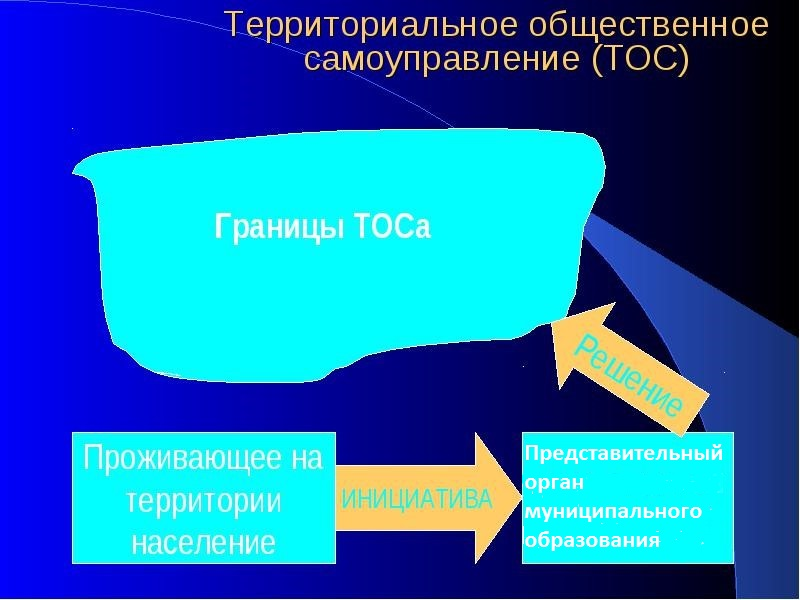 Территориальное общественное
самоуправление (ТОС)
Границы ТОСа
Решение
Проживающее на
территории
население
ИНИЦИАТИВА
Представительный
орган
муниципального
образования